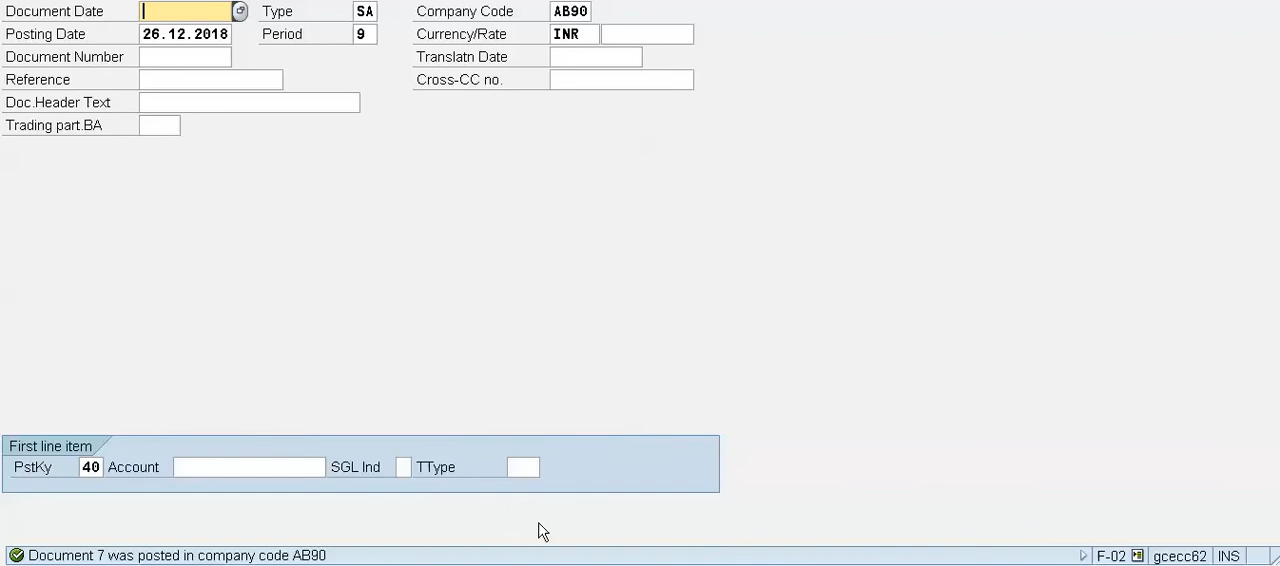 Document Date Type SA Company Code AB90
Posting Date 26.12.2018 Period 9 Currency/Rate INR
Document Number Translatn Date
Reference Cross-CC no.
Doc.Header Text
Trading part.BA
First line item
PstKy 40 Account SGL Ind TType
Document 7 was posted in company code AB90 F-02 gcecc62 INS